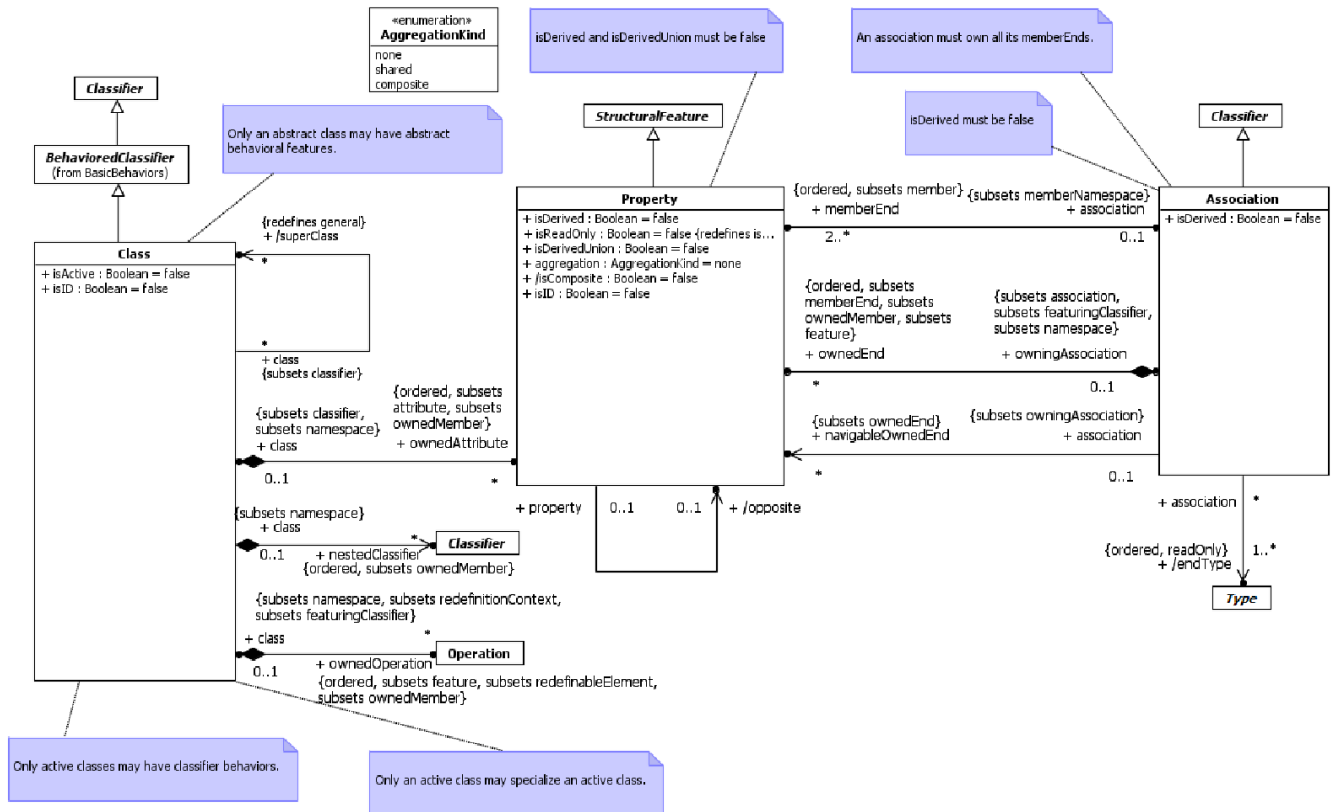 «enumeration»
AggregationKind
none
shared
composite
isDerived and isDerivedUnion must be false
An association must own all its memberEnds.
Classifier
Only an abstract class may have abstract
behavioral features.
StructuralFeature
isDerived must be false
Classifier
BehavioredClassifier
(from BasicBehaviors)
{redefines general}
+ /superClass
*
Class
+ isActive : Boolean = false
+ isID : Boolean = false
*
+ class
{subsets classifier}
Property
+ isDerived : Boolean = false
+ isReadOnly : Boolean = false {redefines is...
+ isDerivedUnion : Boolean = false
+ aggregation : AggregationKind = none
+ /isComposite : Boolean = false
+ isID : Boolean = false
{ordered, subsets member}
+ memberEnd
2..*
{subsets memberNamespace}
+ association
0..1
Association
+ isDerived : Boolean = false
{ordered, subsets
memberEnd, subsets
ownedMember, subsets
feature}
+ ownedEnd
*
{subsets association,
subsets featuringClassifier,
subsets namespace}
+ owningAssociation
0..1
{subsets classifier,
subsets namespace}
+ class
0..1
{ordered, subsets
attribute, subsets
ownedMember}
+ ownedAttribute
*
{subsets ownedEnd}
+ navigableOwnedEnd
*
{subsets owningAssociation}
+ association
0..1
+ property
0..1
0..1
+ /opposite
+ association
*
{ordered, readOnly}
+ /endType
1..*
Type
{subsets namespace}
+ class
0..1
*
+ nestedClassifier
{ordered, subsets ownedMember}
Classifier
{subsets namespace, subsets redefinitionContext,
subsets featuringClassifier}
+ class
0..1
*
+ ownedOperation
{ordered, subsets feature, subsets redefinableElement,
subsets ownedMember}
Operation
Only active classes may have classifier behaviors.
Only an active class may specialize an active class.